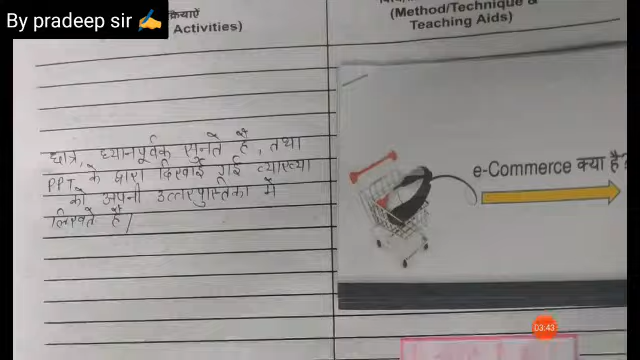 By pradeep sir ✍️
क्रियाऐं
Activities)
(Method/Technique &
Teaching Aids)
छात्र, ध्यानपूर्वक सुनते है, तथा
PPT के द्वारा दिखाई गई व्याख्या
को अपनी उत्तरपुस्तिका में
लिखते है।
e-Commerce क्या है?
03:43